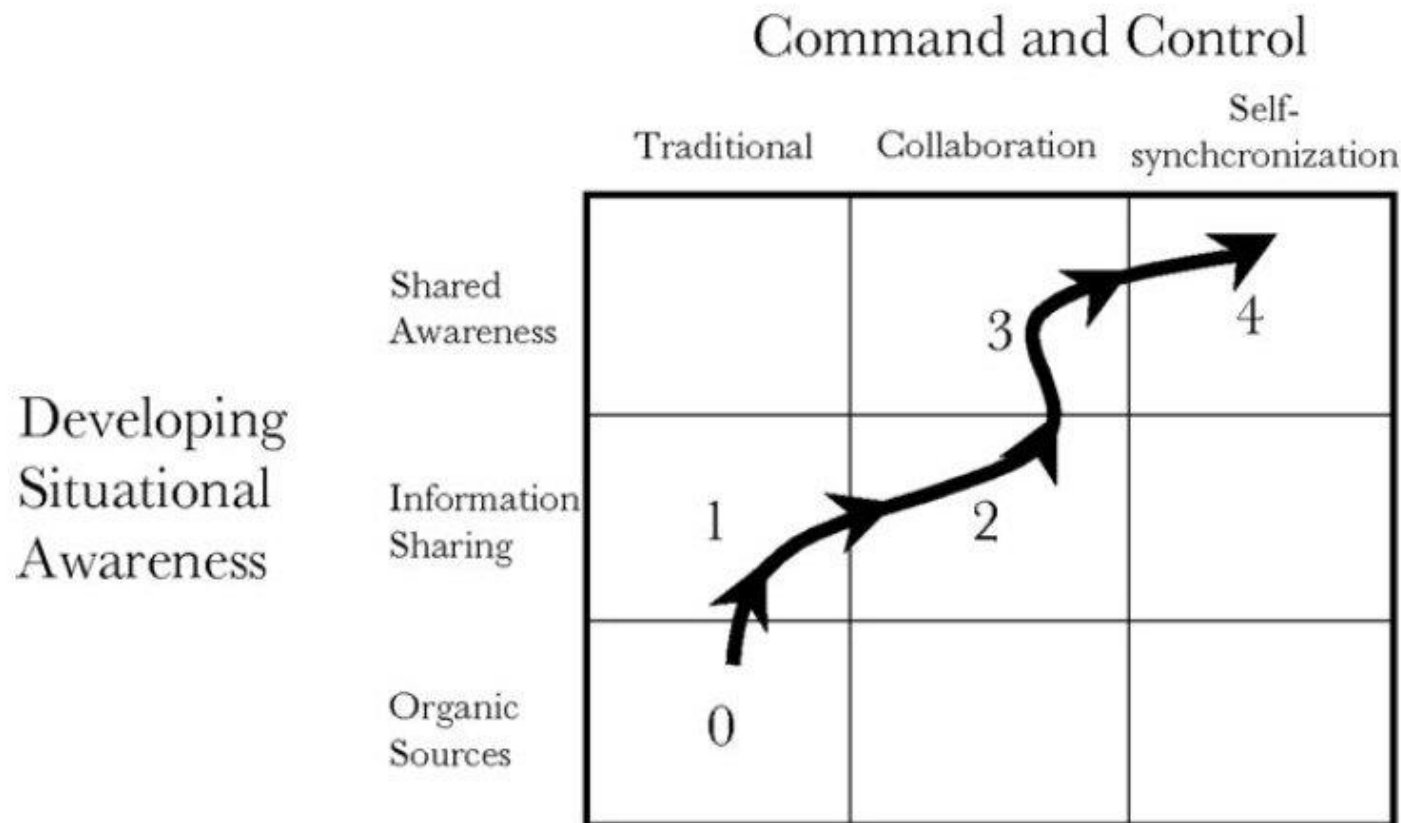 Command and Control
Traditional
Collaboration
Self-
synchcronization
Shared
Awareness
3
4
Developing
Situational
Awareness
Information
Sharing
1
2
Organic
Sources
0